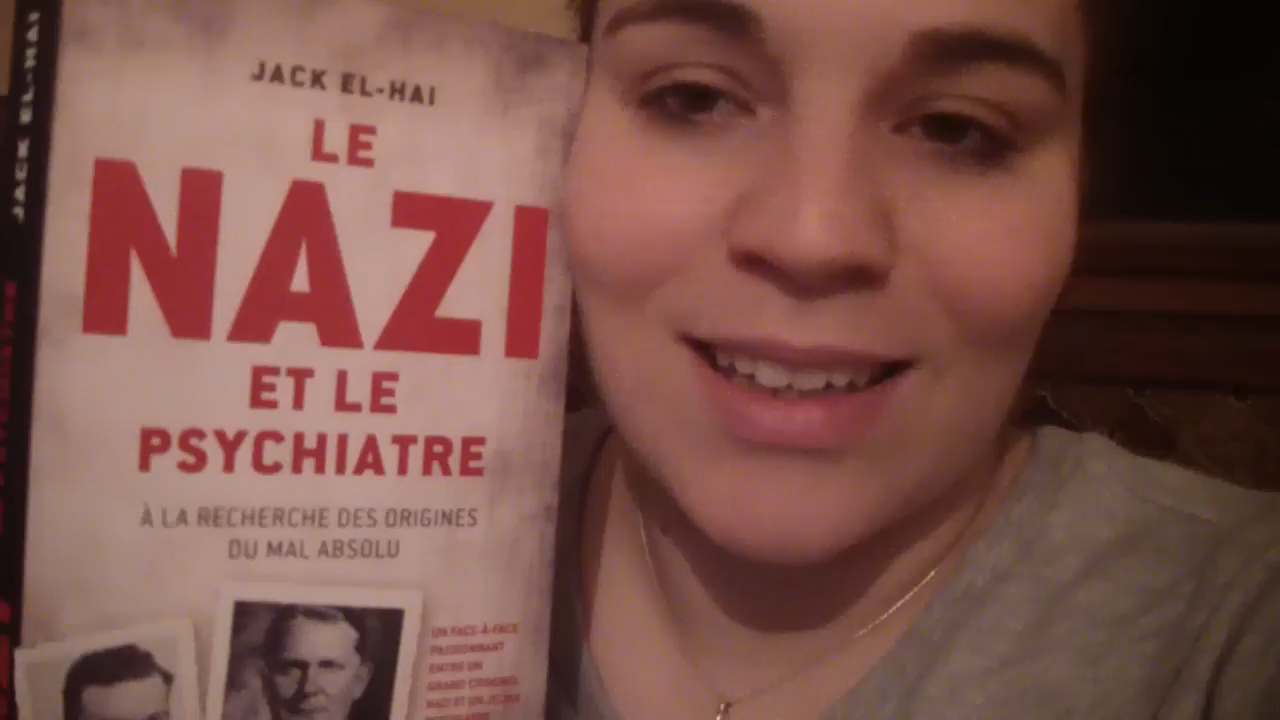 JACK EL-HAI
LE
NAZI
ET LE
PSYCHIATRE
À LA RECHERCHE DES ORIGINES
DU MAL ABSOLU
UN FACE-À-FACE
PASSIONNANT
ENTRE UN
GRAND CRIMINEL
NAZI ET UN JEUNE
JACK EL-HAI